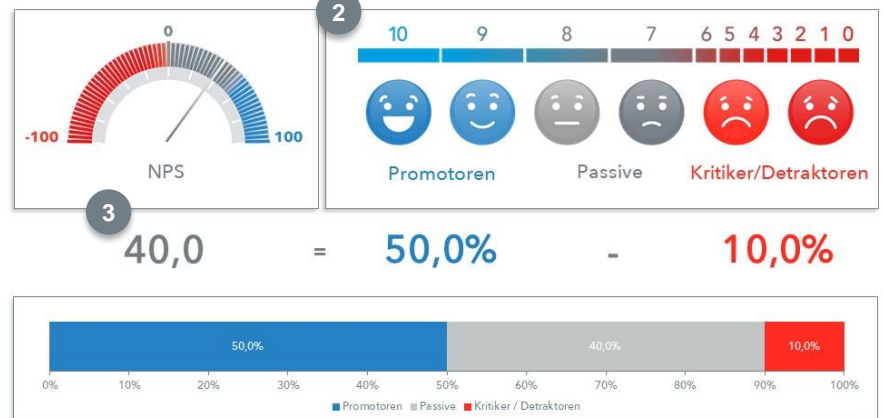 2
0
-100
100
NPS
10 9 8 7 6 5 4 3 2 1 0
Promotoren Passive Kritiker/Detraktoren
3
40,0 = 50,0% - 10,0%
50,0% 40,0% 10,0%
0% 10% 20% 30% 40% 50% 60% 70% 80% 90% 100%
Promotoren Passive Kritiker / Detraktoren